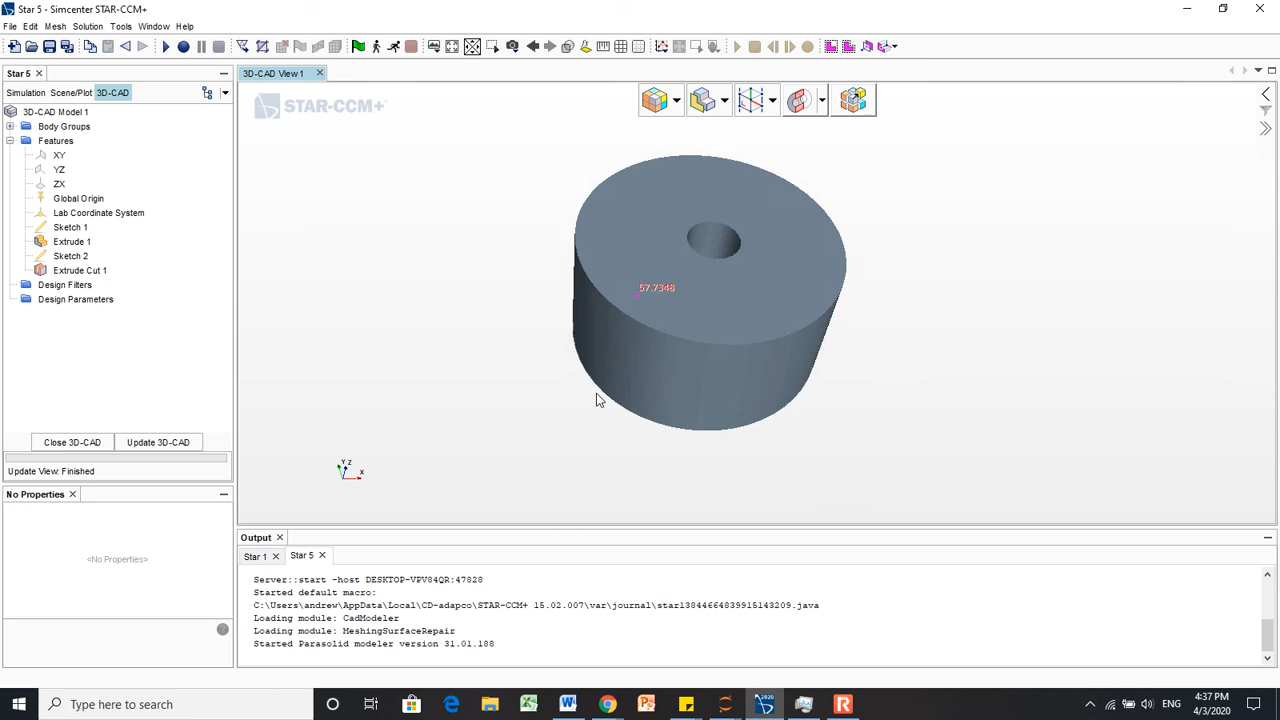 Star 5 - Simcenter STAR-CCM+
File Edit Mesh Solution Tools Window Help
Star 5
3D-CAD View 1
Simulation Scene/Plot 3D-CAD
STAR-CCM+
3D-CAD Model 1
Body Groups
Features
XY
YZ
ZX
Global Origin
Lab Coordinate System
Sketch 1
Extrude 1
Sketch 2
Extrude Cut 1
Design Filters
Design Parameters
57.7348
Close 3D-CAD Update 3D-CAD
Update View: Finished
Y Z
X
No Properties
<No Properties>
Output
Star 1 Star 5
Server::start -host DESKTOP-VPV84QR:47828
Started default macro:
C:\Users\andrew\AppData\Local\CD-adapco\STAR-CCM+ 15.02.007\var\journal\star13844664839915143209.java
Loading module: CadModeler
Loading module: MeshingSurfaceRepair
Started Parasolid modeler version 31.01.188
Type here to search
2020
R
ENG
4:37 PM
4/3/2020